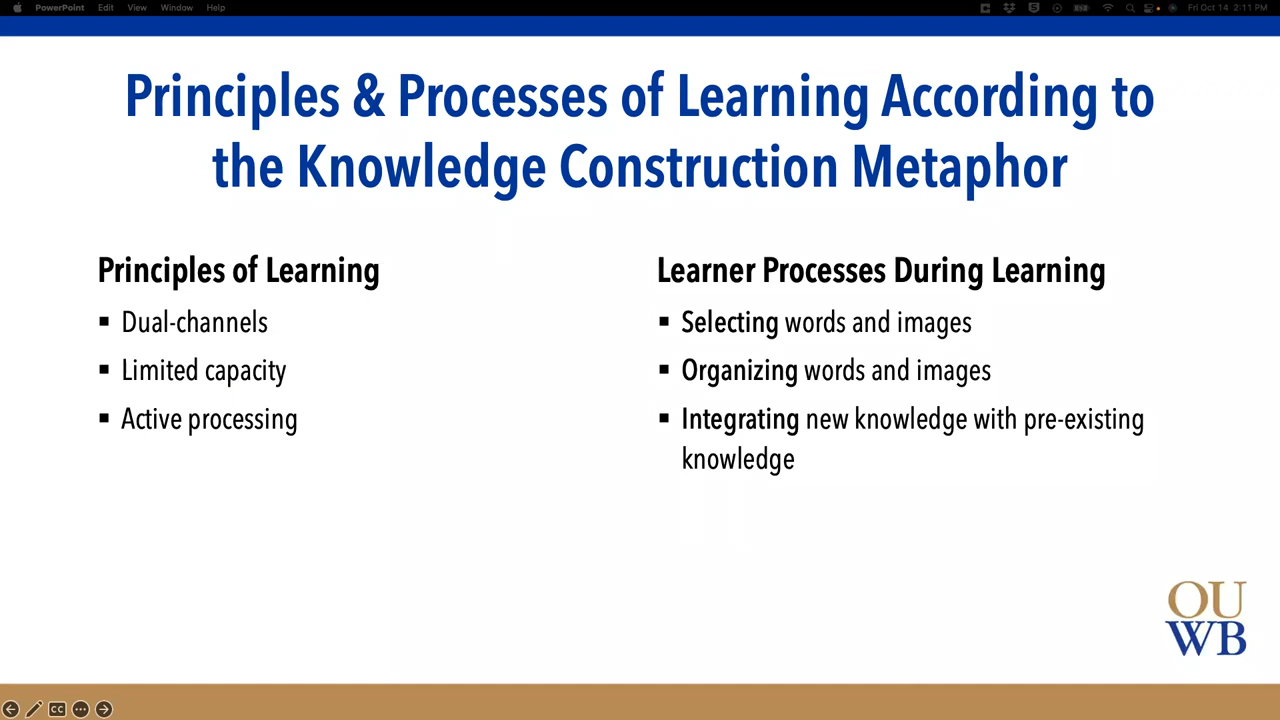 PowerPoint Edit View Window Help Fri Oct 14 2:11 PM
Principles & Processes of Learning According to
the Knowledge Construction Metaphor
Principles of Learning
▪ Dual-channels
▪ Limited capacity
▪ Active processing
Learner Processes During Learning
▪ Selecting words and images
▪ Organizing words and images
▪ Integrating new knowledge with pre-existing
knowledge
OU
WB
CC